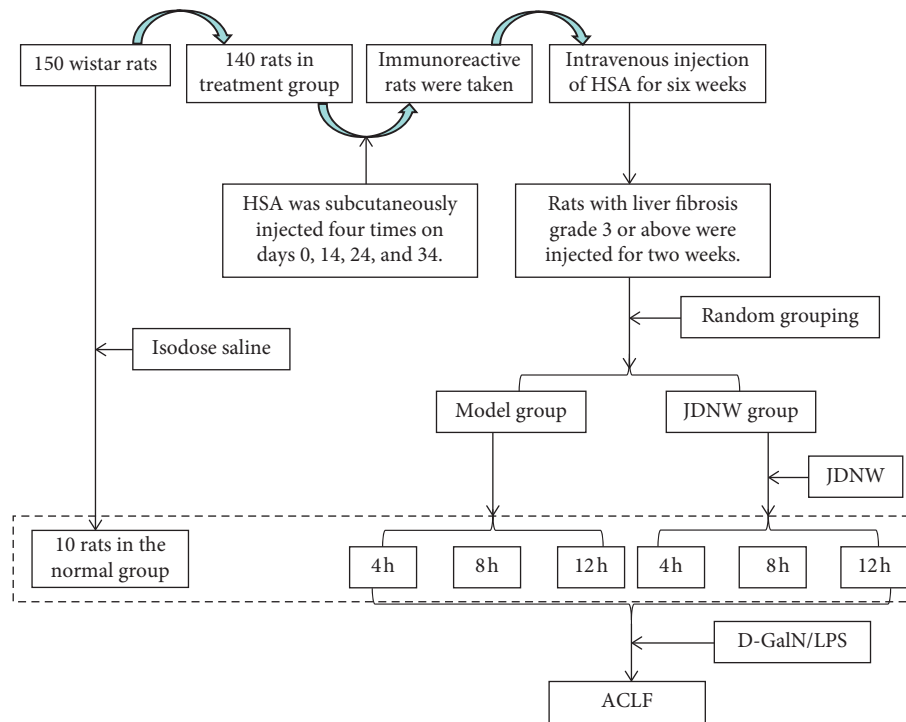 150 wistar rats
140 rats in
treatment group
Immunoreactive
rats were taken
Intravenous injection
of HSA for six weeks
HSA was subcutaneously
injected four times on
days 0, 14, 24, and 34.
Rats with liver fibrosis
grade 3 or above were
injected for two weeks.
Random grouping
Isodose saline
Model group
JDNW group
JDNW
10 rats in the
normal group
4 h
8 h
12 h
4 h
8 h
12 h
D-GalN/LPS
ACLF